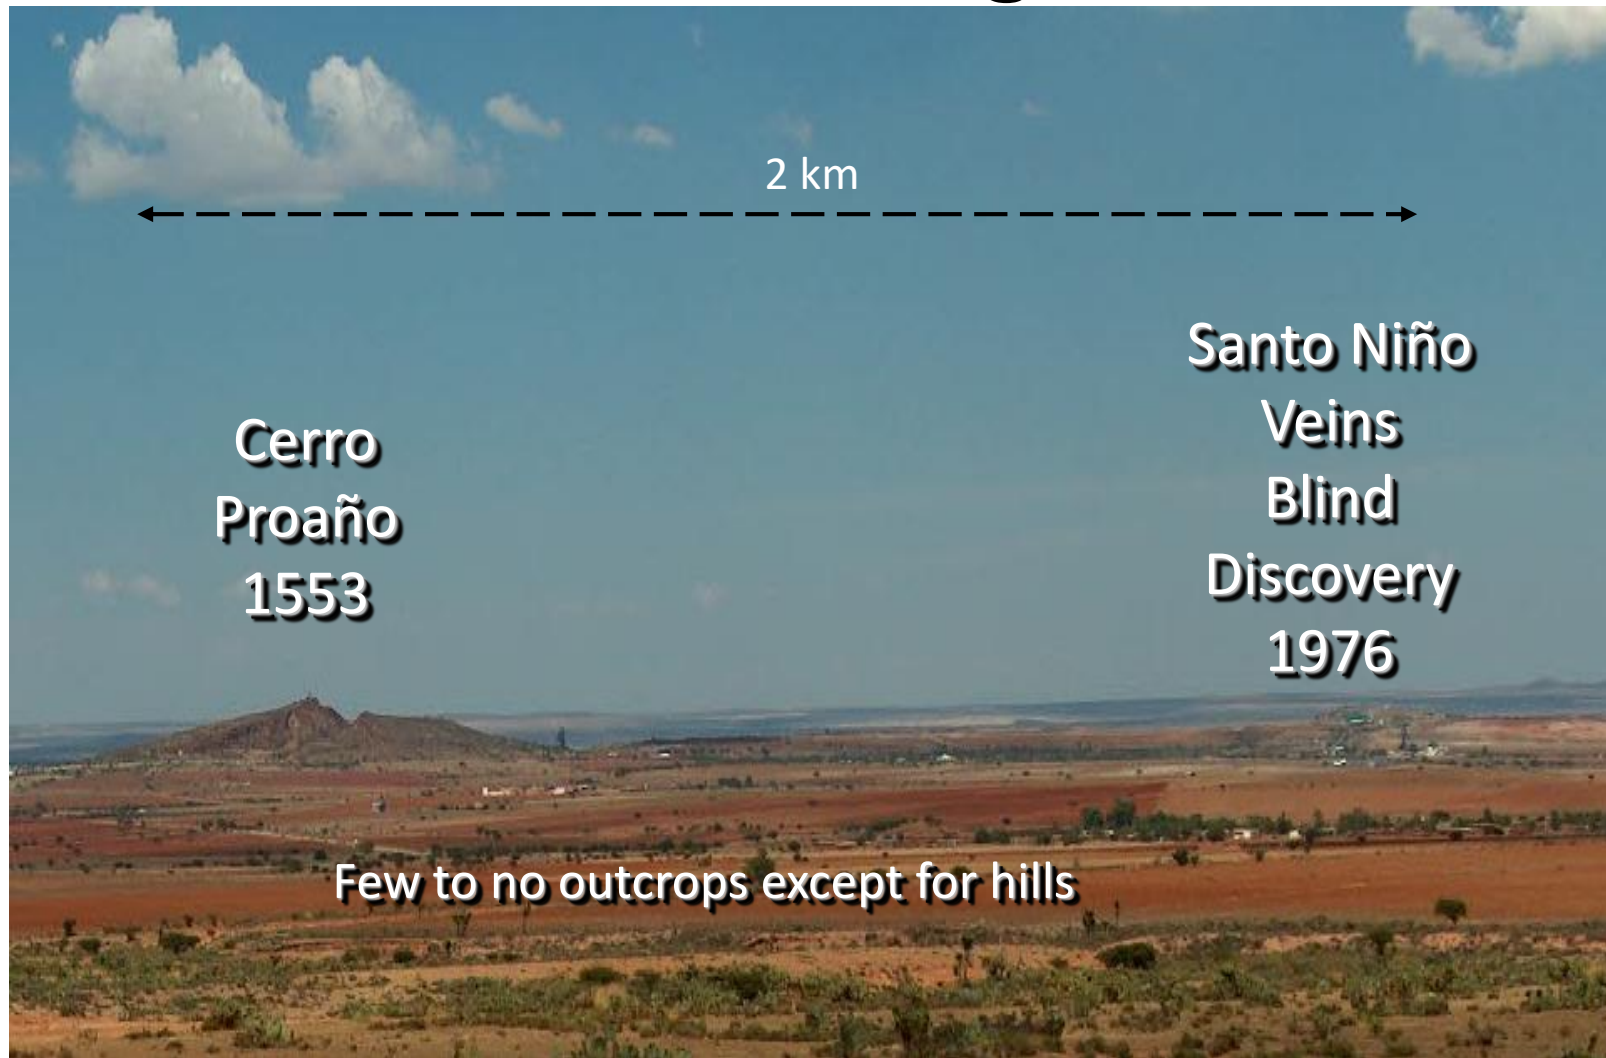 2 km
Santo Niño
Veins
Blind
Discovery
1976
Cerro
Proaño
1553
Few to no outcrops except for hills